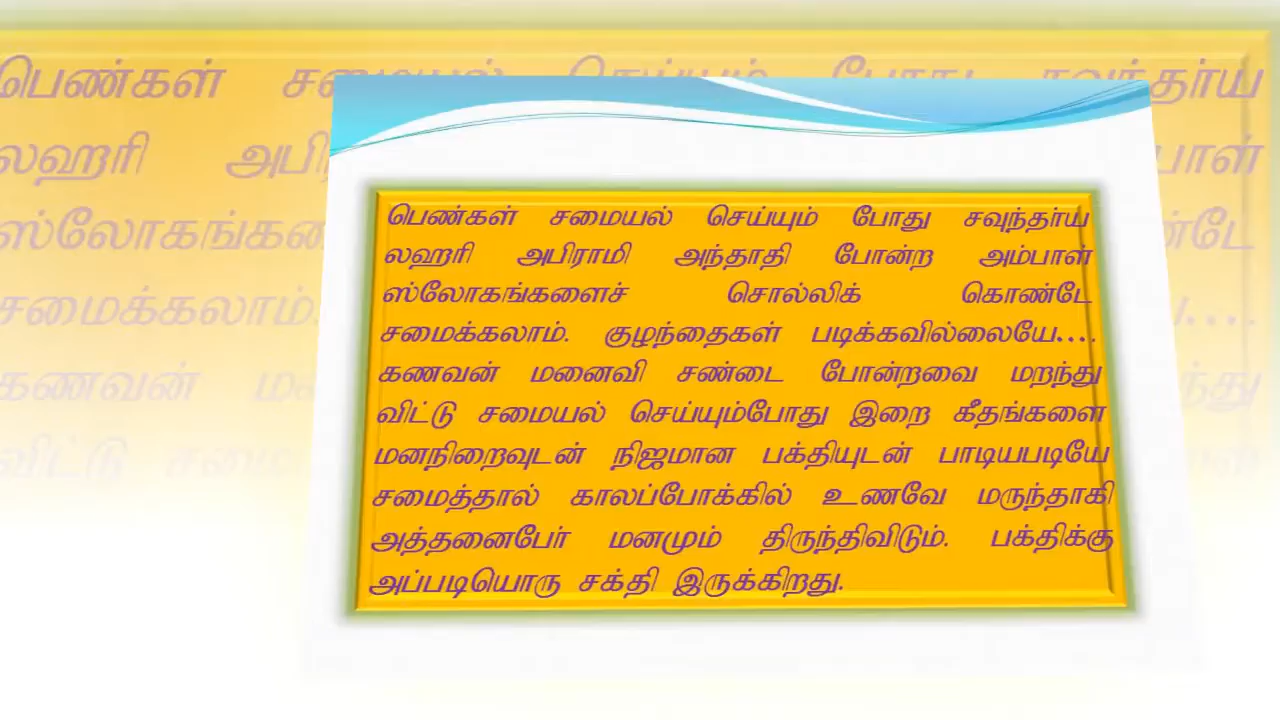 பெண்கள் சமையல் செய்யும் போது சவுந்தர்ய
லஹரி அபிராமி அந்தாதி போன்ற அம்பாள்
ஸ்லோகங்களைச் சொல்லிக் கொண்டே
சமைக்கலாம். குழந்தைகள் படிக்கவில்லையே....
கணவன் மனைவி சண்டை போன்றவை மறந்து
விட்டு சமையல் செய்யும்போது இறை கீதங்களை
மனநிறைவுடன் நிஜமான பக்தியுடன் பாடியபடியே
சமைத்தால் காலப்போக்கில் உணவே மருந்தாகி
அத்தனைபேர் மனமும் திருந்திவிடும். பக்திக்கு
அப்படியொரு சக்தி இருக்கிறது.